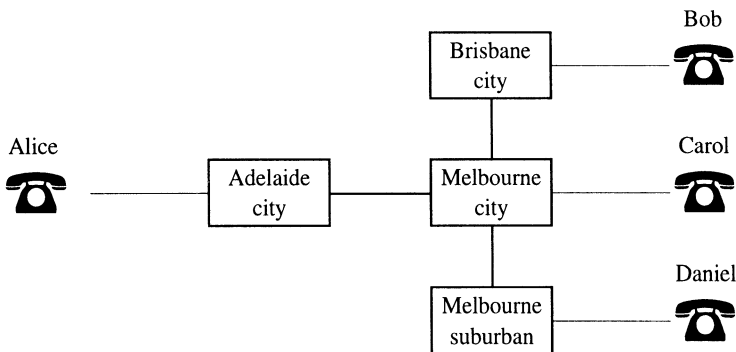 Bob
Brisbane
city
Alice
Carol
Adelaide
city
Melbourne
city
Daniel
Melbourne
suburban